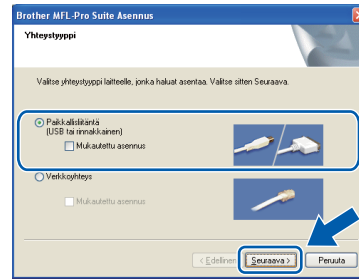 Brother MFL-Pro Suite Asennus
Yhteystyyppi
Valitse yhteystyyppi laitteelle, jonka haluat asentaa. Valitse sitten Seuraava.
Paikallisliitäntä
(USB tai rinnakkainen)
Mukautettu asennus
Verkkoyhteys
Mukautettu asennus
< Edellinen Seuraava > Peruuta